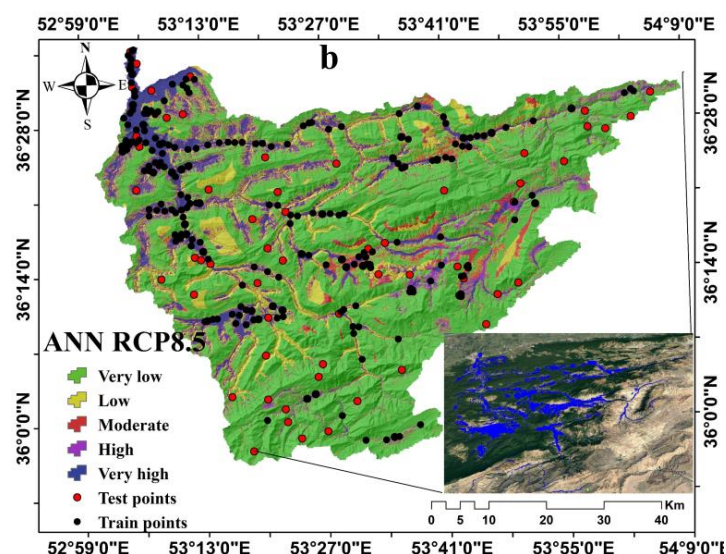 52°59'0"E 53°13'0"E 53°27'0"E 53°41'0"E 53°55'0"E 54°9'0"E
b
N
W E
S
36°28'0"N
36°14'0"N
36°0'0"N
36°28'0"N
36°14'0"N
36°0'0"N
ANN RCP8.5
Very low
Low
Moderate
High
Very high
Test points
Train points
Km
0 5 10 20 30 40
52°59'0"E 53°13'0"E 53°27'0"E 53°41'0"E 53°55'0"E 54°9'0"E